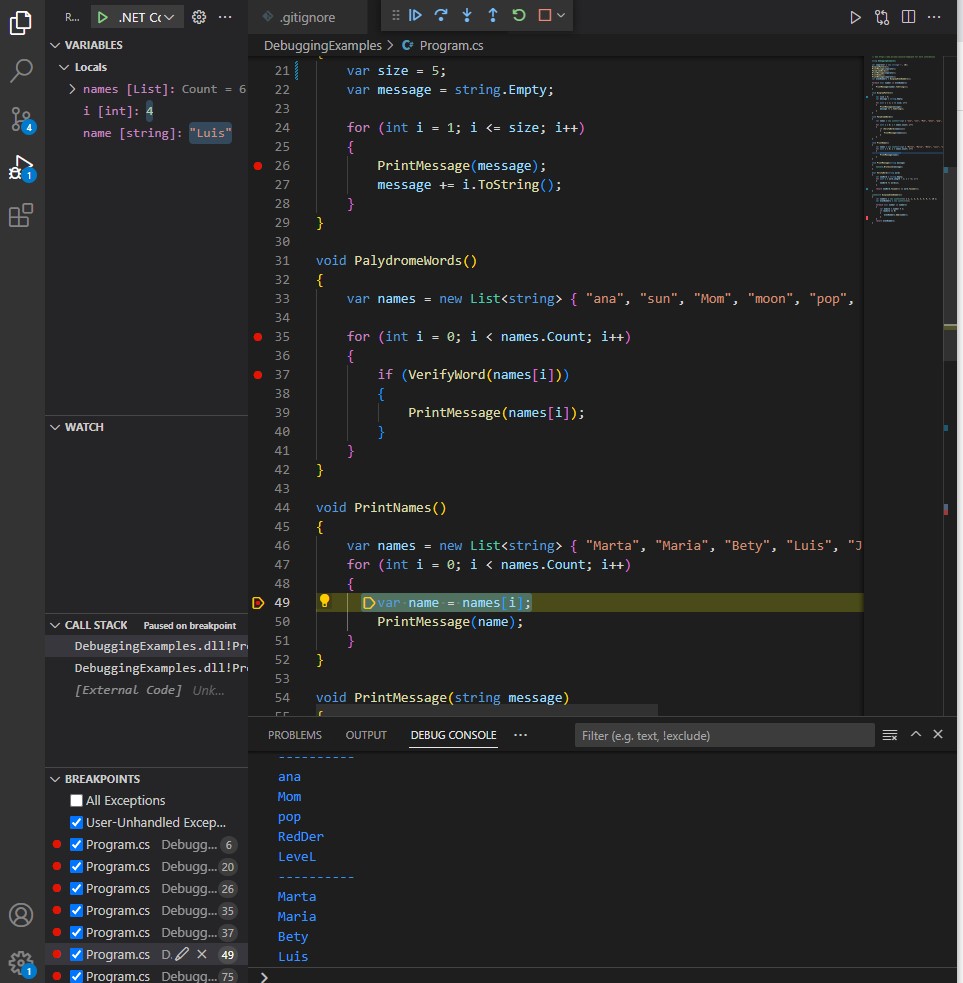 R... .NET Cc ... .gitignore ...
VARIABLES
Locals
names [List]: Count = 6
i [int]: 4
name [string]: "Luis"
WATCH
CALL STACK Paused on breakpoint
DebuggingExamples.dll!Pr
DebuggingExamples.dll!Pr
[External Code] Unk...
BREAKPOINTS
All Exceptions
User-Unhandled Excep...
Program.cs Debugg... 6
Program.cs Debugg... 20
Program.cs Debugg... 26
Program.cs Debugg... 35
Program.cs Debugg... 37
Program.cs D. 49
Program.cs Debugg... 75
4
1
1
DebuggingExamples > C# Program.cs
21 var size = 5;
22 var message = string.Empty;
23
24 for (int i = 1; i <= size; i++)
25 {
26 PrintMessage(message);
27 message += i.ToString();
28 }
29 }
30
31 void PalydromeWords()
32 {
33 var names = new List<string> { "ana", "sun", "Mom", "moon", "pop",
34
35 for (int i = 0; i < names.Count; i++)
36 {
37 if (VerifyWord(names[i]))
38 {
39 PrintMessage(names[i]);
40 }
41 }
42 }
43
44 void PrintNames()
45 {
46 var names = new List<string> { "Marta", "Maria", "Bety", "Luis", "J
47 for (int i = 0; i < names.Count; i++)
48 {
49 var name = names[i];
50 PrintMessage(name);
51 }
52 }
53
54 void PrintMessage(string message)
55 {
PROBLEMS OUTPUT DEBUG CONSOLE ... Filter (e.g. text, !exclude)
----------
ana
Mom
pop
RedDer
LeveL
----------
Marta
Maria
Bety
Luis
>